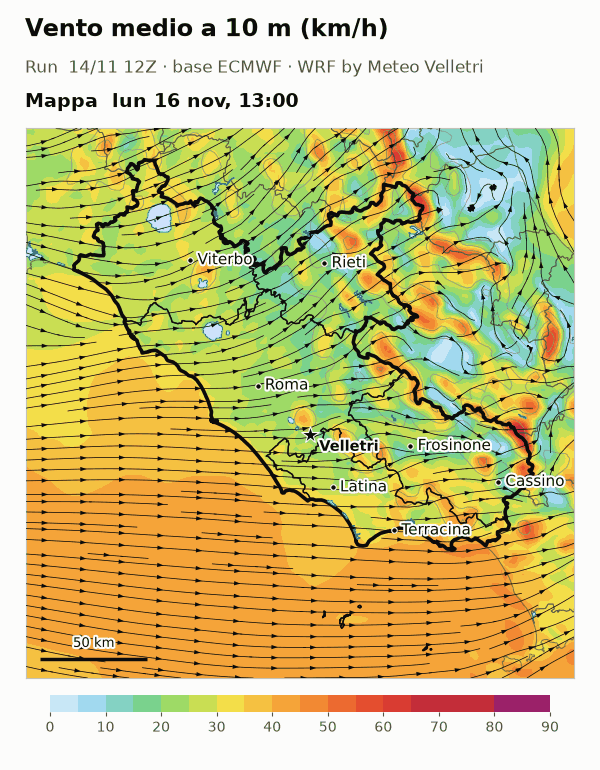 Vento medio a 10 m (km/h)
Run  14/11 12Z · base ECMWF · WRF by Meteo Velletri
Mappa  lun 16 nov, 13:00
Viterbo
Rieti
Roma
Velletri
Frosinone
Cassino
Latina
Terracina
50 km
0 10 20 30 40 50 60 70 80 90